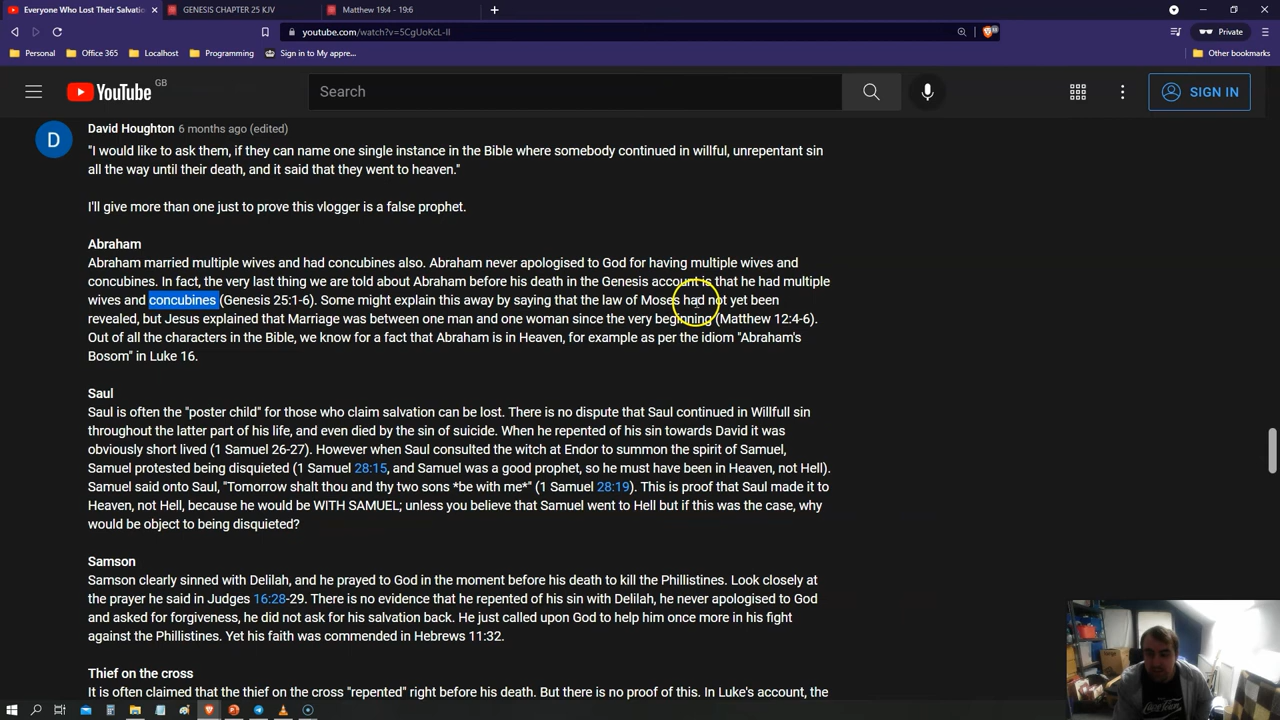 Everyone Who Lost Their Salvatio
GENESIS CHAPTER 25 KJV
Matthew 19:4 - 19:6
youtube.com/watch?v=5CgUoKcL-lI
Private
Personal
Office 365
Localhost
Programming
Sign in to My appre...
Other bookmarks
YouTube
GB
Search
SIGN IN
D
David Houghton 6 months ago (edited)
"I would like to ask them, if they can name one single instance in the Bible where somebody continued in willful, unrepentant sin
all the way until their death, and it said that they went to heaven."
I'll give more than one just to prove this vlogger is a false prophet.
Abraham
Abraham married multiple wives and had concubines also. Abraham never apologised to God for having multiple wives and
concubines. In fact, the very last thing we are told about Abraham before his death in the Genesis account is that he had multiple
wives and concubines (Genesis 25:1-6). Some might explain this away by saying that the law of Moses had not yet been
revealed, but Jesus explained that Marriage was between one man and one woman since the very beginning (Matthew 12:4-6).
Out of all the characters in the Bible, we know for a fact that Abraham is in Heaven, for example as per the idiom "Abraham's
Bosom" in Luke 16.
Saul
Saul is often the "poster child" for those who claim salvation can be lost. There is no dispute that Saul continued in Willfull sin
throughout the latter part of his life, and even died by the sin of suicide. When he repented of his sin towards David it was
obviously short lived (1 Samuel 26-27). However when Saul consulted the witch at Endor to summon the spirit of Samuel,
Samuel protested being disquieted (1 Samuel 28:15, and Samuel was a good prophet, so he must have been in Heaven, not Hell).
Samuel said onto Saul, "Tomorrow shalt thou and thy two sons *be with me*" (1 Samuel 28:19). This is proof that Saul made it to
Heaven, not Hell, because he would be WITH SAMUEL; unless you believe that Samuel went to Hell but if this was the case, why
would be object to being disquieted?
Samson
Samson clearly sinned with Delilah, and he prayed to God in the moment before his death to kill the Phillistines. Look closely at
the prayer he said in Judges 16:28-29. There is no evidence that he repented of his sin with Delilah, he never apologised to God
and asked for forgiveness, he did not ask for his salvation back. He just called upon God to help him once more in his fight
against the Phillistines. Yet his faith was commended in Hebrews 11:32.
Thief on the cross
It is often claimed that the thief on the cross "repented" right before his death. But there is no proof of this. In Luke's account, the